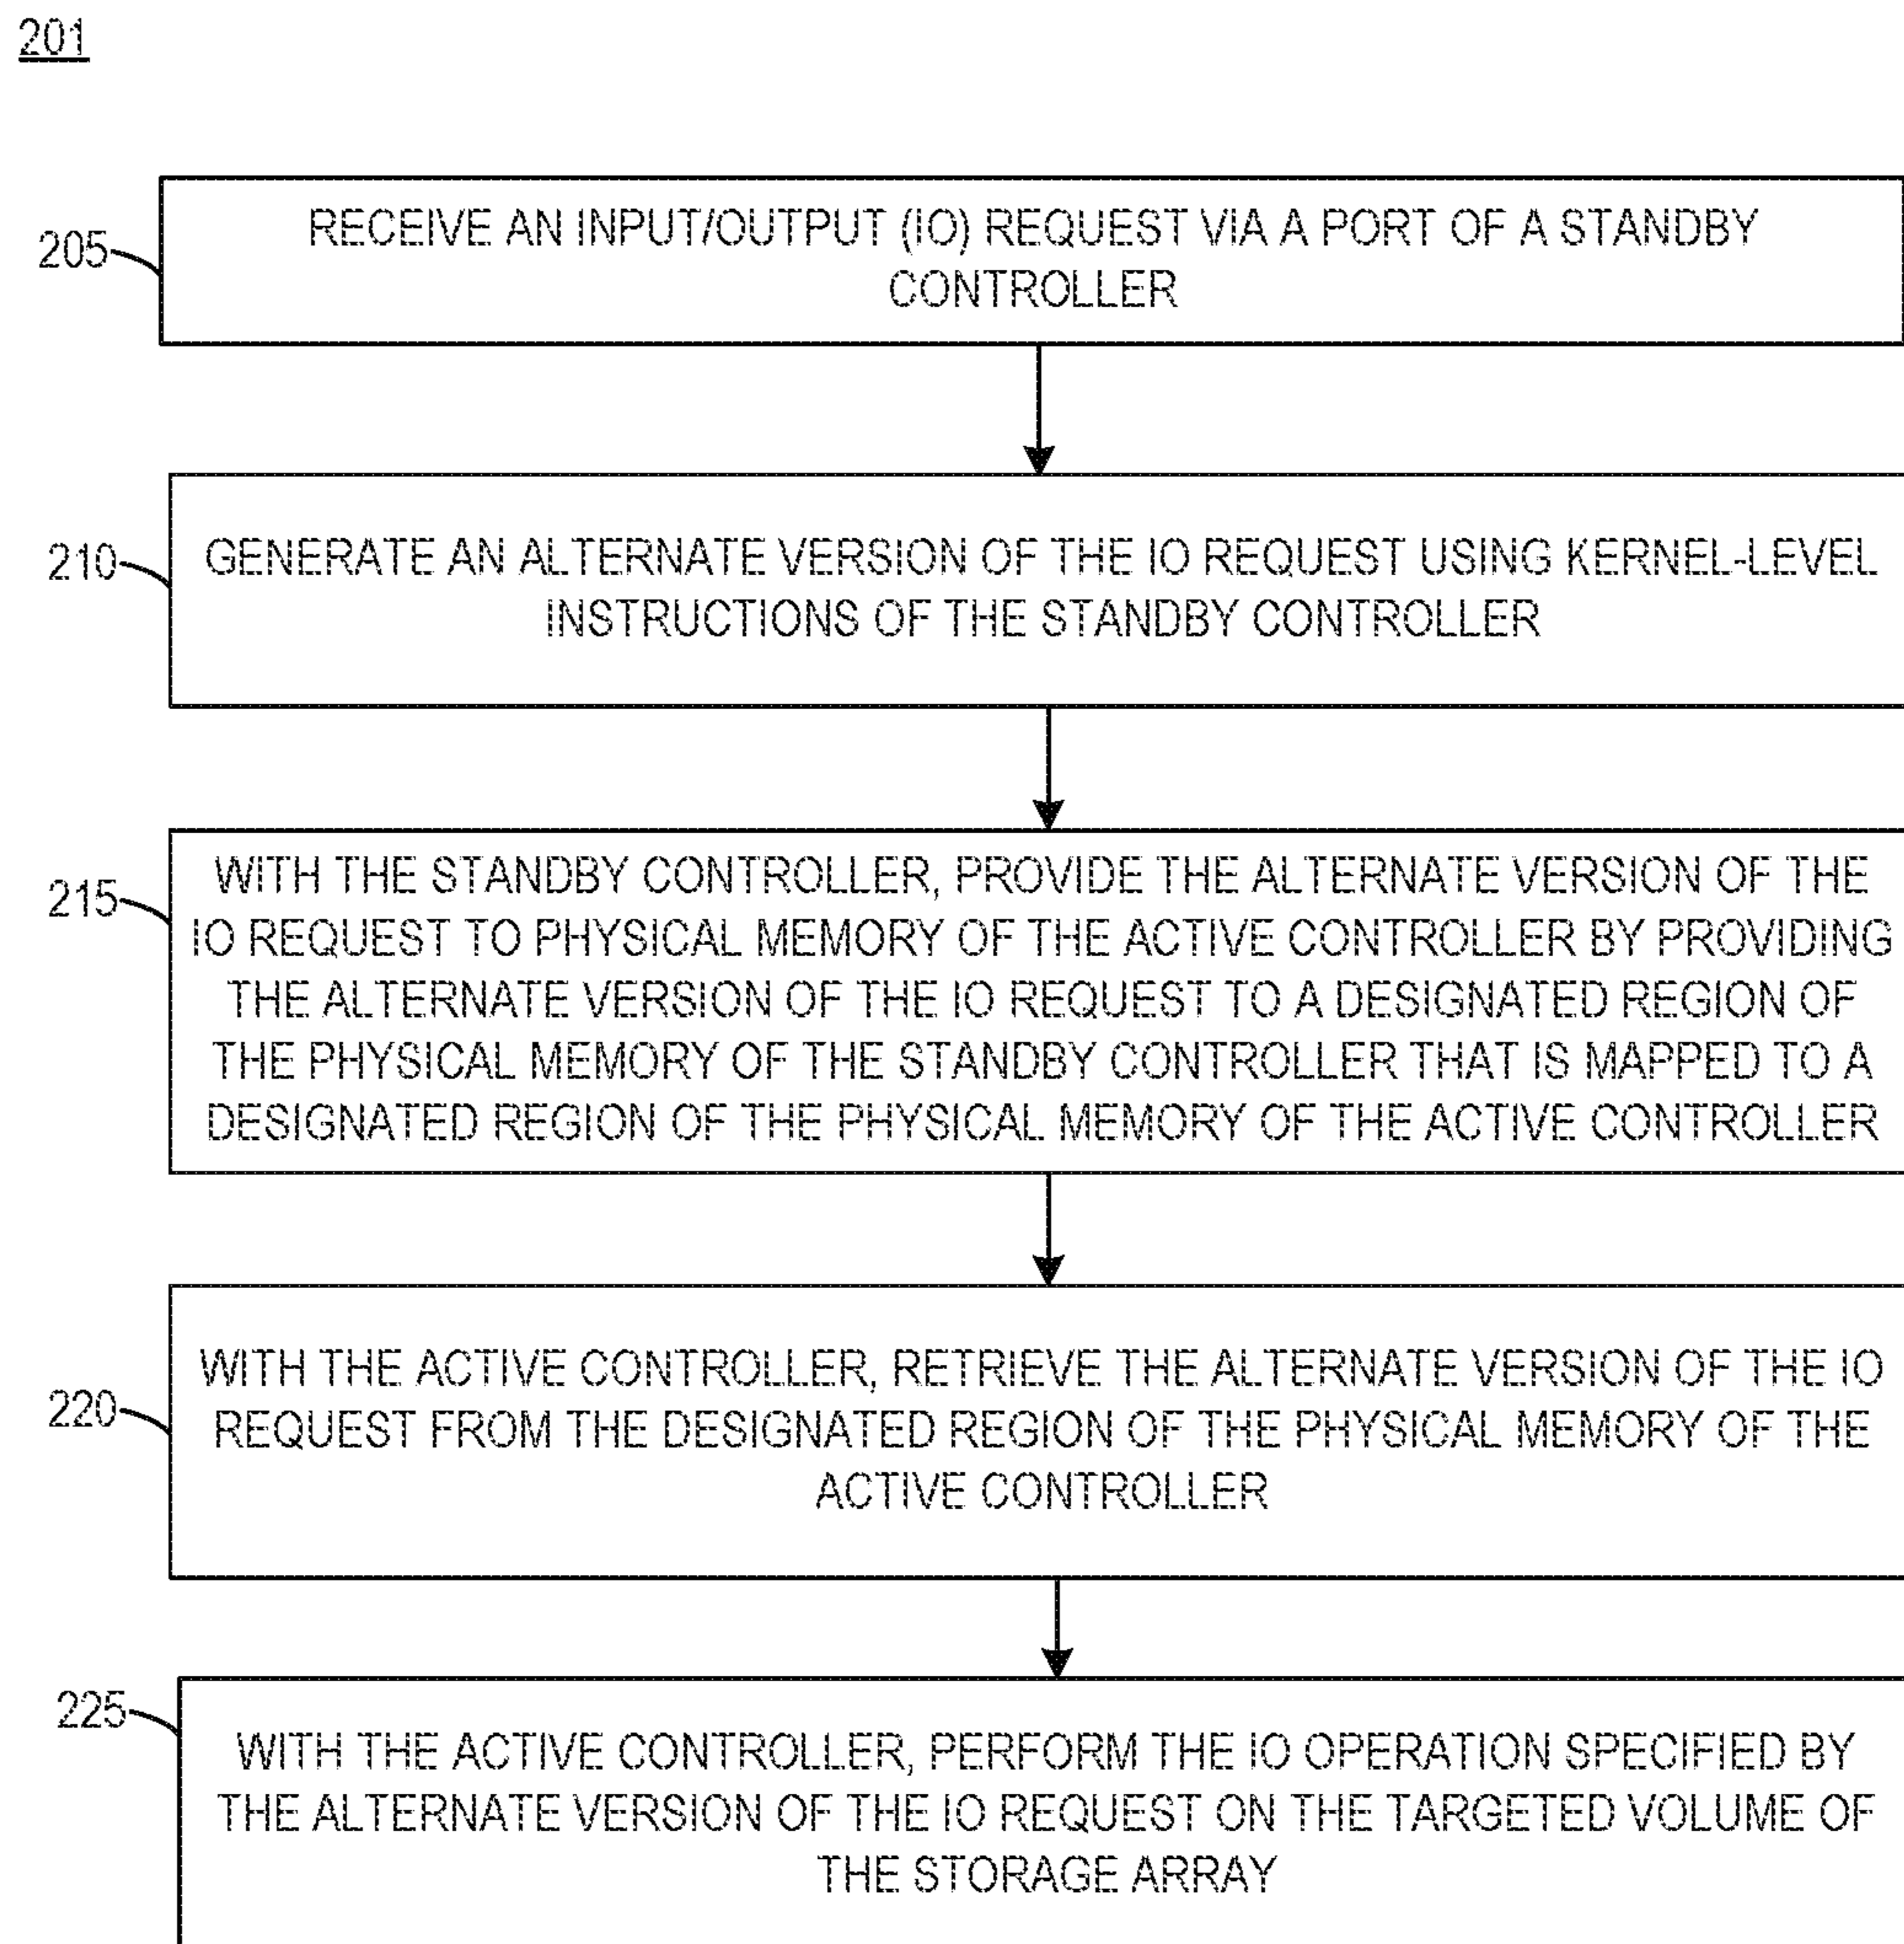 201
205
RECEIVE AN INPUT/OUTPUT (IO) REQUEST VIA A PORT OF A STANDBY
CONTROLLER
210
GENERATE AN ALTERNATE VERSION OF THE IO REQUEST USING KERNEL-LEVEL
INSTRUCTIONS OF THE STANDBY CONTROLLER
215
WITH THE STANDBY CONTROLLER, PROVIDE THE ALTERNATE VERSION OF THE
IO REQUEST TO PHYSICAL MEMORY OF THE ACTIVE CONTROLLER BY PROVIDING
THE ALTERNATE VERSION OF THE IO REQUEST TO A DESIGNATED REGION OF
THE PHYSICAL MEMORY OF THE STANDBY CONTROLLER THAT IS MAPPED TO A
DESIGNATED REGION OF THE PHYSICAL MEMORY OF THE ACTIVE CONTROLLER
220
WITH THE ACTIVE CONTROLLER, RETRIEVE THE ALTERNATE VERSION OF THE IO
REQUEST FROM THE DESIGNATED REGION OF THE PHYSICAL MEMORY OF THE
ACTIVE CONTROLLER
225
WITH THE ACTIVE CONTROLLER, PERFORM THE IO OPERATION SPECIFIED BY
THE ALTERNATE VERSION OF THE IO REQUEST ON THE TARGETED VOLUME OF
THE STORAGE ARRAY